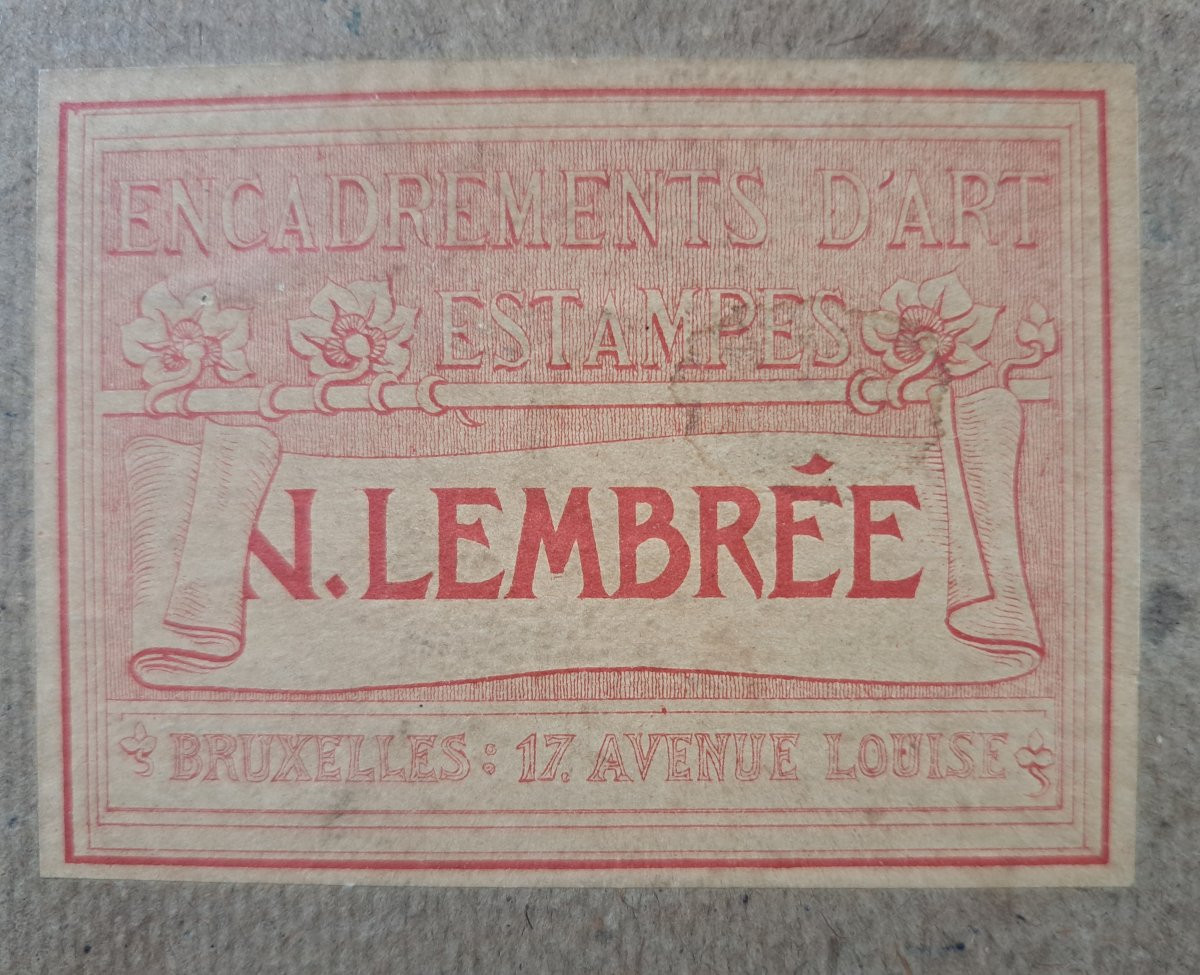 ENCADREMENTS D'ART
ESTAMPES
N. LEMBRÉE
BRUXELLES : 17. AVENUE LOUISE